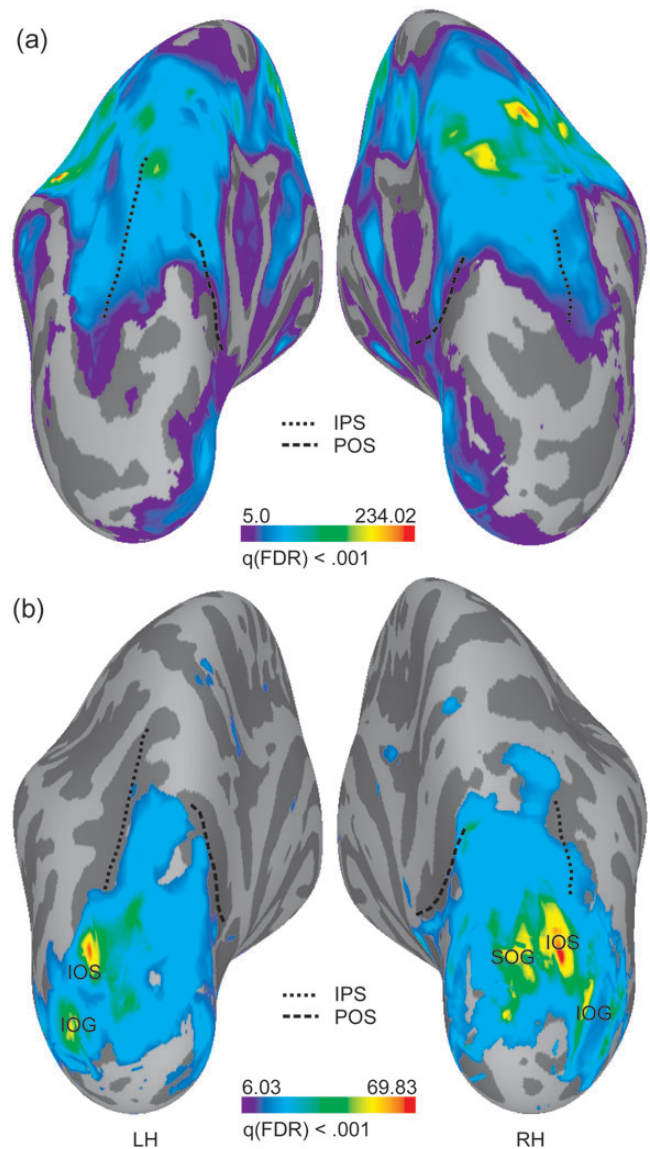 (a)
IPS
POS
5.0 234.02
q(FDR) < .001
(b)
IOS
SOG IOS
IOG
IOG
IPS
POS
6.03 69.83
q(FDR) < .001
LH RH